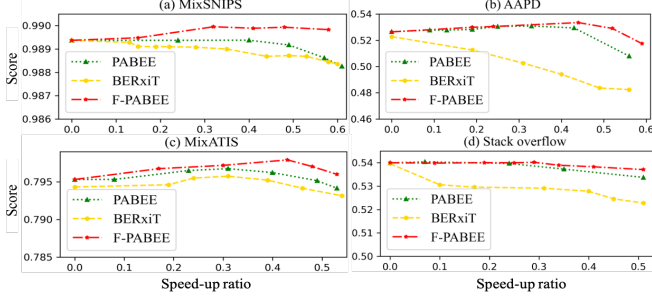 (a) MixSNIPS
Score
0.990
0.988
0.987
0.986
PABEE
BERxiT
F-PABEE
0.0 0.1 0.2 0.3 0.4 0.5 0.6
(b) AAPD
0.54
0.52
0.50
0.48
0.46
PABEE
BERxiT
F-PABEE
0.0 0.1 0.2 0.3 0.4 0.5 0.6
(c) MixATIS
Score
0.795
0.790
0.785
PABEE
BERxiT
F-PABEE
0.0 0.1 0.2 0.3 0.4 0.5
Speed-up ratio
(d) Stack overflow
0.54
0.53
0.52
0.51
0.50
PABEE
BERxiT
F-PABEE
0.0 0.1 0.2 0.3 0.4 0.5
Speed-up ratio